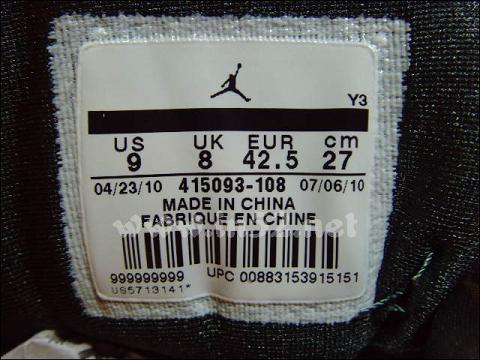 Y3
US UK EUR cm
9 8 42.5 27
04/23/10 415093-108 07/06/10
MADE IN CHINA
FABRIQUE EN CHINE
999999999 UPC 00883153915151
US5713141*